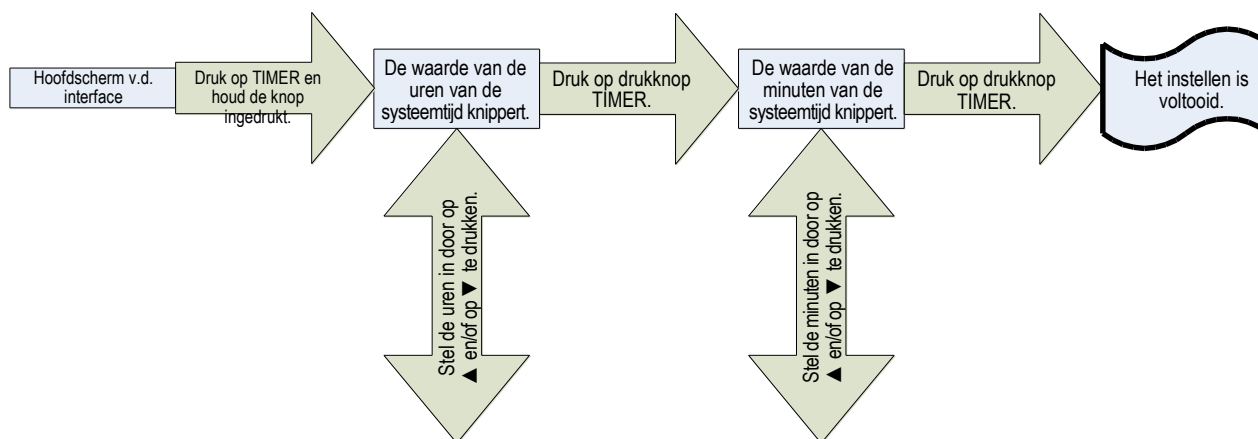 Hoofdscherm v.d.
interface
Druk op TIMER en
houd de knop
ingedrukt.
De waarde van de
uren van de
systeemtijd knippert.
Druk op drukknop
TIMER.
De waarde van de
minuten van de
systeemtijd knippert.
Druk op drukknop
TIMER.
Het instellen is
voltooid.
Stel de uren in door op
▲ en/of op ▼ te drukken.
Stel de minuten in door op
▲ en/of op ▼ te drukken.